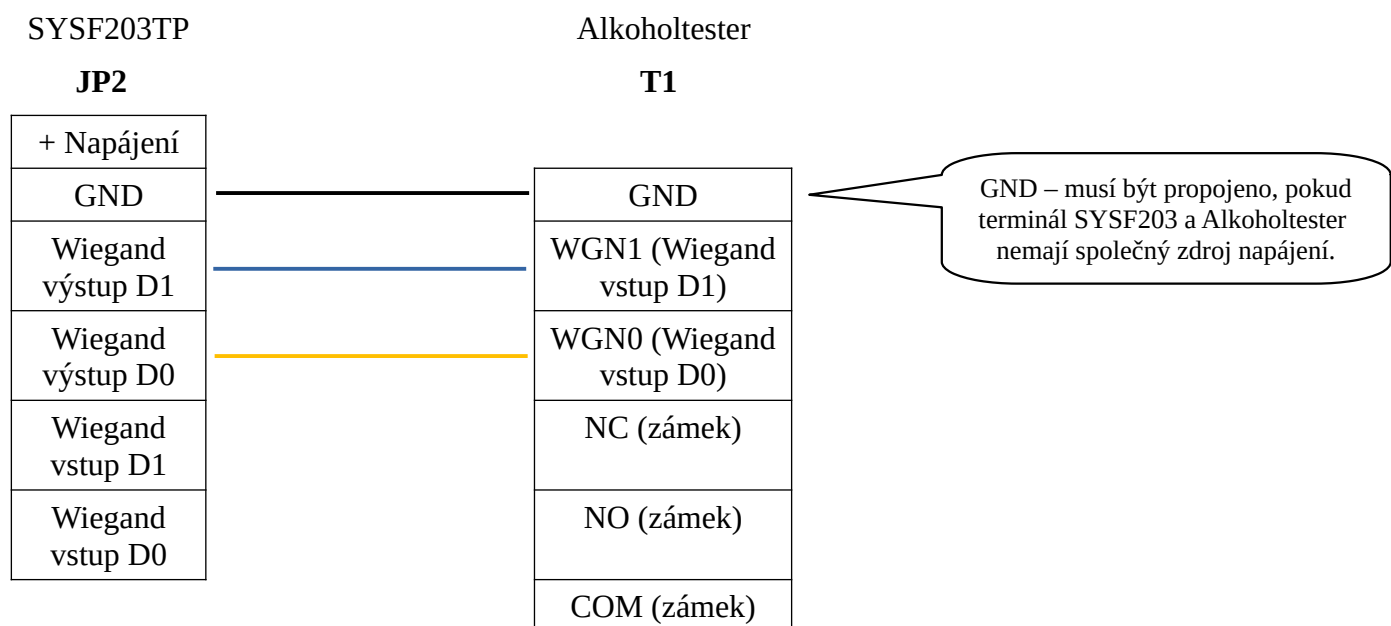 SYSF203TP
JP2
+ Napájení
GND
Wiegand
výstup D1
Wiegand
výstup D0
Wiegand
vstup D1
Wiegand
vstup D0
Alkoholtester
T1
GND
WGN1 (Wiegand
vstup D1)
WGN0 (Wiegand
vstup D0)
NC (zámek)
NO (zámek)
COM (zámek)
GND – musí být propojeno, pokud
terminál SYSF203 a Alkoholtester
nemají společný zdroj napájení.